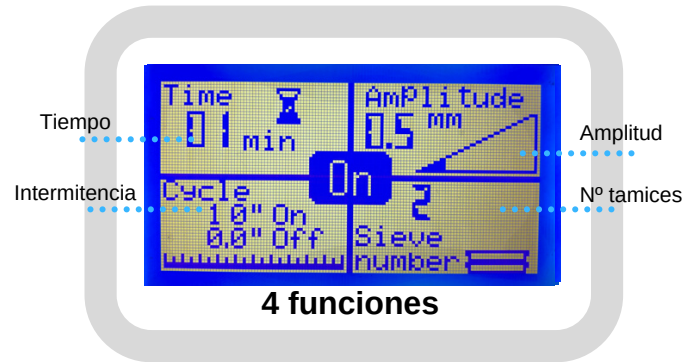 Time
01 min
Amplitude
0.5 mm
Tiempo
Amplitud
On
Intermitencia
Cycle
10" On
0.0" Off
2
Sieve
number
Nº tamices
4 funciones